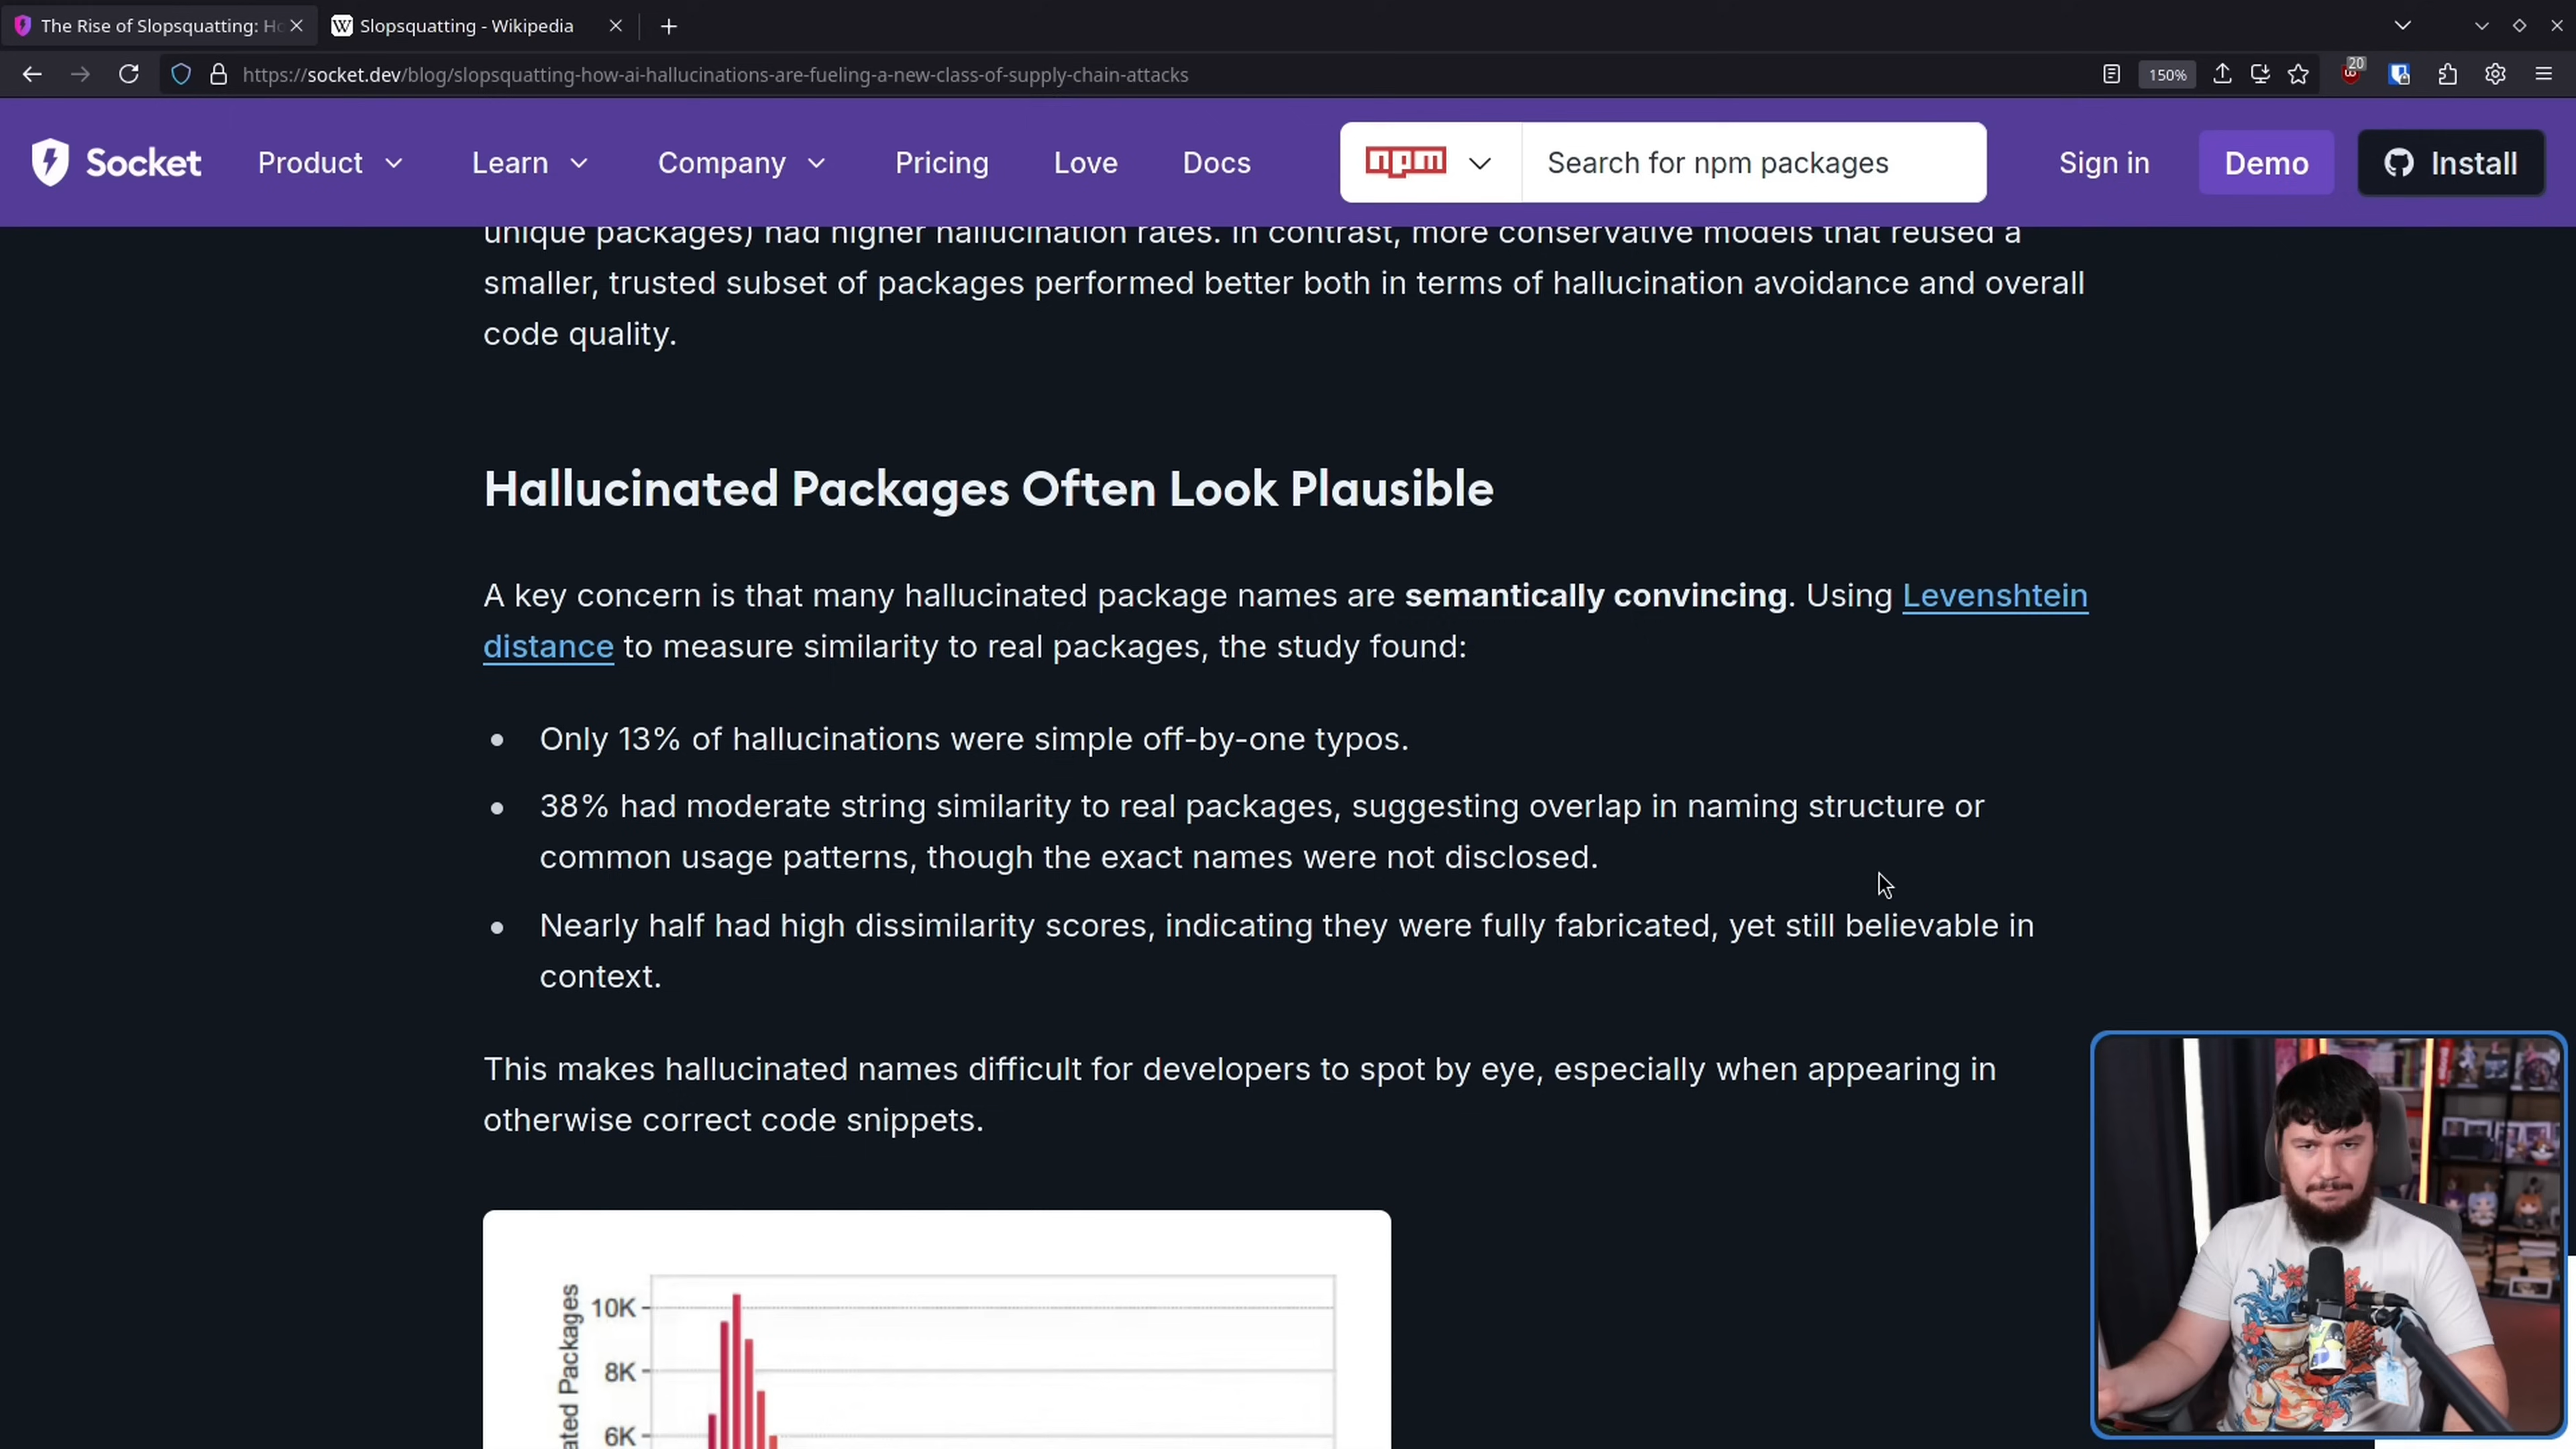 The Rise of Slopsquatting: Ho
Slopsquatting - Wikipedia
https://socket.dev/blog/slopsquatting-how-ai-hallucinations-are-fueling-a-new-class-of-supply-chain-attacks
150%
20
Socket
Product
Learn
Company
Pricing
Love
Docs
npm
Search for npm packages
Sign in
Demo
Install
unique packages) had higher hallucination rates. In contrast, more conservative models that reused a
smaller, trusted subset of packages performed better both in terms of hallucination avoidance and overall
code quality.
Hallucinated Packages Often Look Plausible
A key concern is that many hallucinated package names are semantically convincing. Using Levenshtein
distance to measure similarity to real packages, the study found:
• Only 13% of hallucinations were simple off-by-one typos.
• 38% had moderate string similarity to real packages, suggesting overlap in naming structure or
common usage patterns, though the exact names were not disclosed.
• Nearly half had high dissimilarity scores, indicating they were fully fabricated, yet still believable in
context.
This makes hallucinated names difficult for developers to spot by eye, especially when appearing in
otherwise correct code snippets.
ated Packages
10K
8K
6K